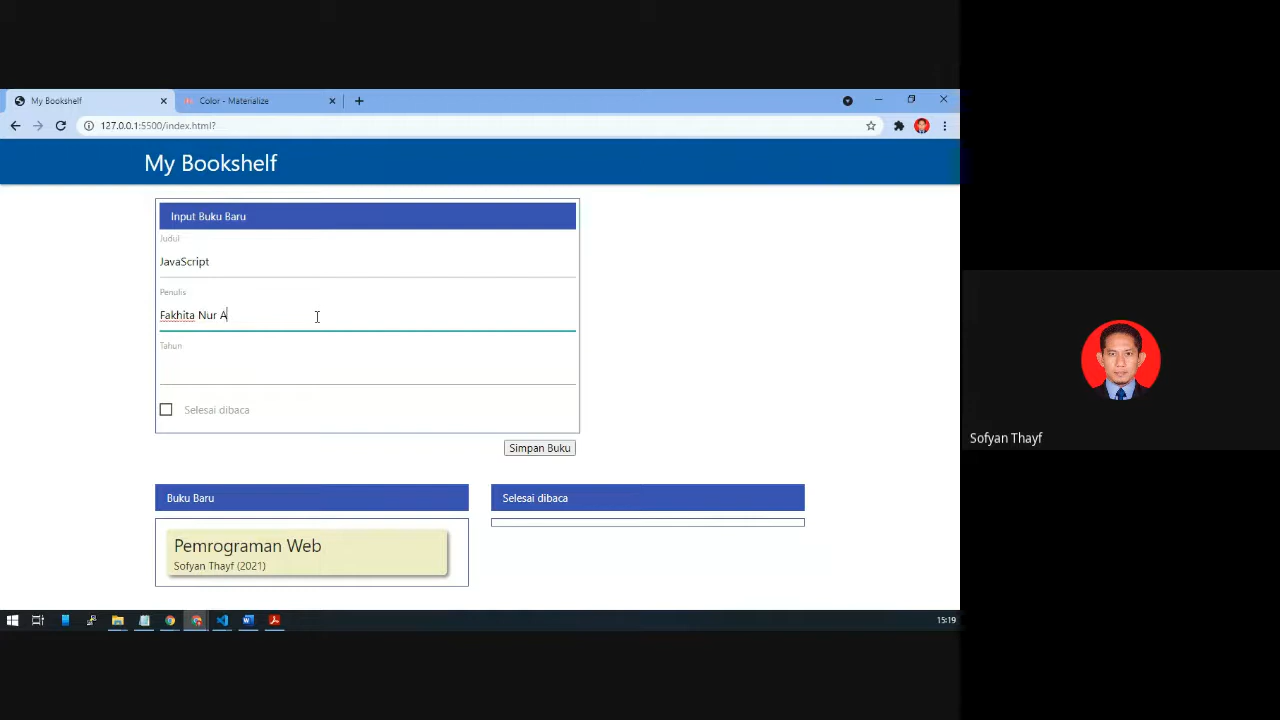 My Bookshelf
Color - Materialize
127.0.0.1:5500/index.html?
My Bookshelf
Input Buku Baru
Judul
JavaScript
Penulis
Fakhita Nur A
Tahun
Selesai dibaca
Simpan Buku
Buku Baru
Selesai dibaca
Pemrograman Web
Sofyan Thayf (2021)
15:19
Sofyan Thayf